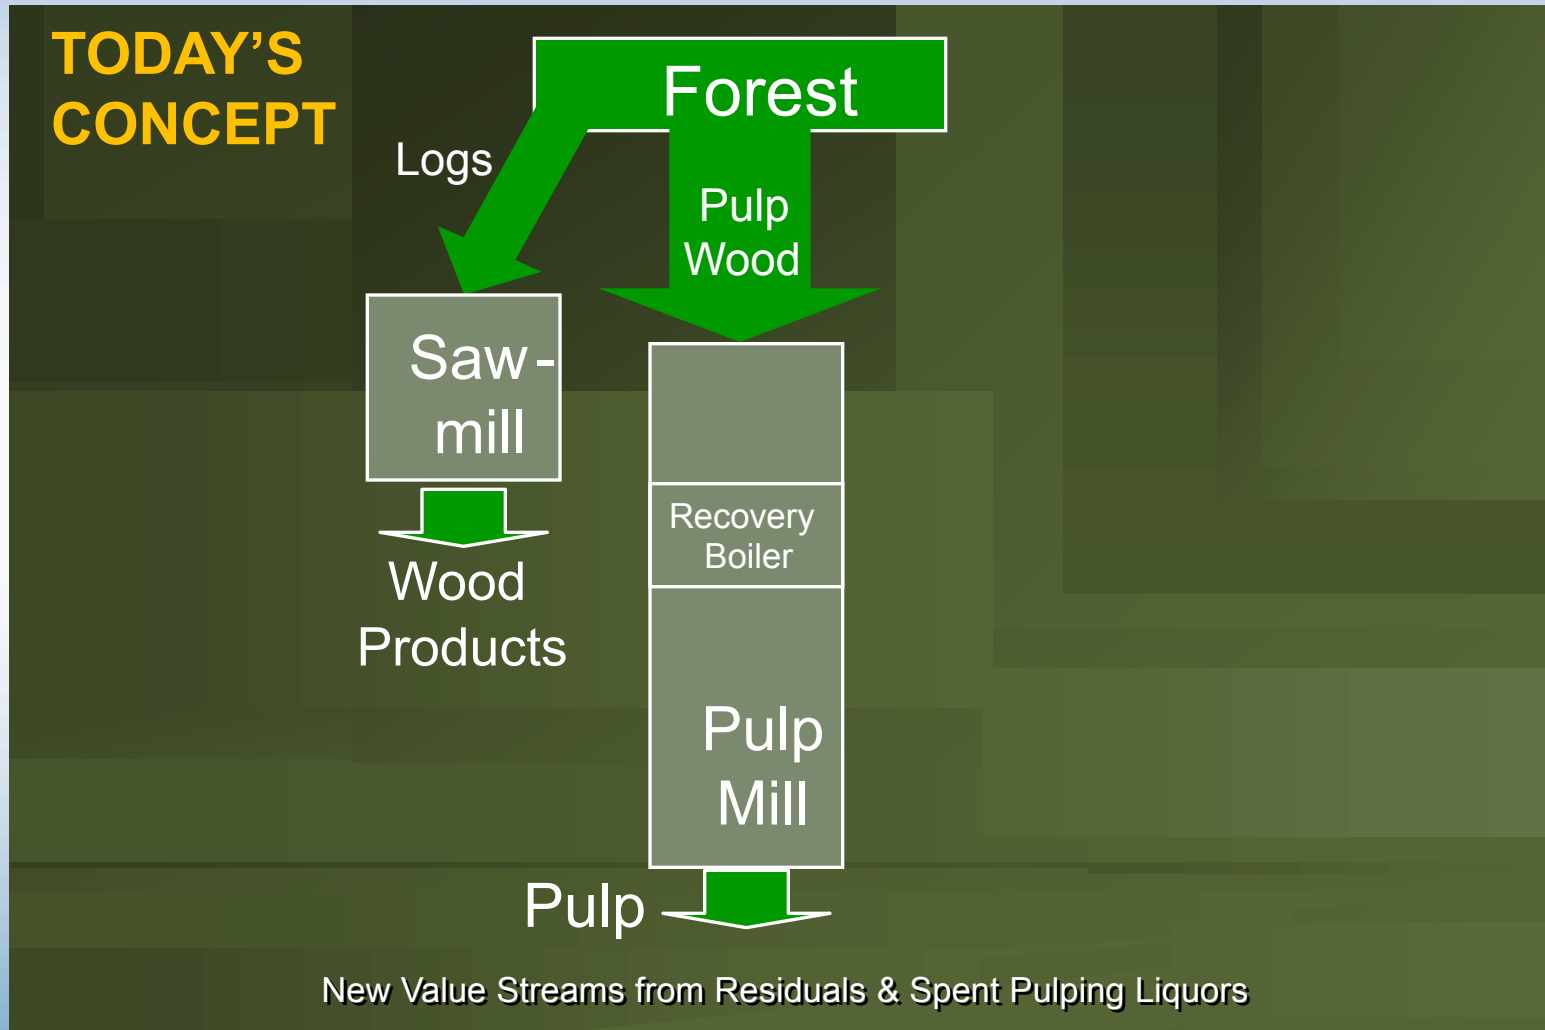 TODAY’S
CONCEPT
Forest
Logs
Pulp
Wood
Saw-
mill
Recovery
Boiler
Wood
Products
Pulp
Mill
Pulp
New Value Streams from Residuals & Spent Pulping Liquors